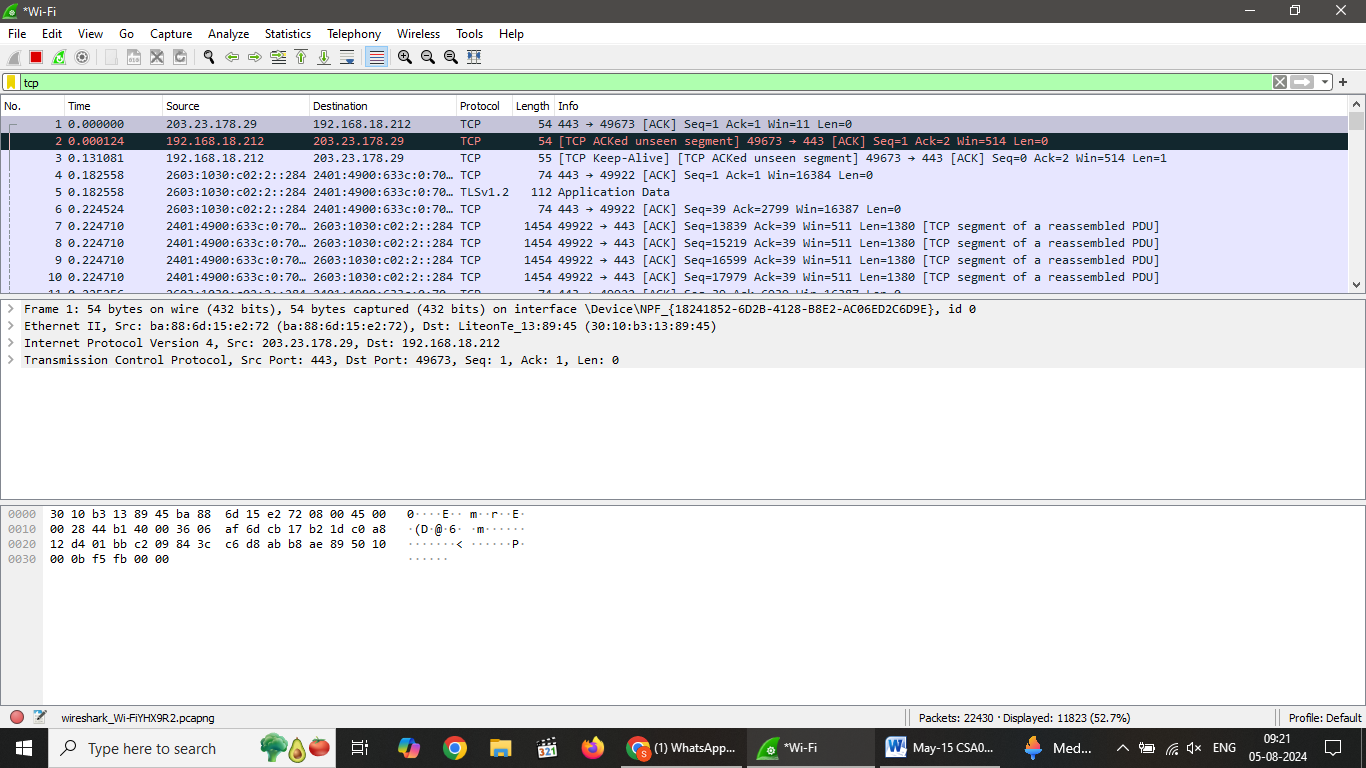 *Wi-Fi
File Edit View Go Capture Analyze Statistics Telephony Wireless Tools Help
tcp
No. Time Source Destination Protocol Length Info
1 0.000000 203.23.178.29 192.168.18.212 TCP 54 443 → 49673 [ACK] Seq=1 Ack=1 Win=11 Len=0
2 0.000124 192.168.18.212 203.23.178.29 TCP 54 [TCP ACKed unseen segment] 49673 → 443 [ACK] Seq=1 Ack=2 Win=514 Len=0
3 0.131081 192.168.18.212 203.23.178.29 TCP 55 [TCP Keep-Alive] [TCP ACKed unseen segment] 49673 → 443 [ACK] Seq=0 Ack=2 Win=514 Len=1
4 0.182558 2603:1030:c02:2::284 2401:4900:633c:0:70… TCP 74 443 → 49922 [ACK] Seq=1 Ack=1 Win=16384 Len=0
5 0.182558 2603:1030:c02:2::284 2401:4900:633c:0:70… TLSv1.2 112 Application Data
6 0.224524 2603:1030:c02:2::284 2401:4900:633c:0:70… TCP 74 443 → 49922 [ACK] Seq=39 Ack=2799 Win=16387 Len=0
7 0.224710 2401:4900:633c:0:70… 2603:1030:c02:2::284 TCP 1454 49922 → 443 [ACK] Seq=13839 Ack=39 Win=511 Len=1380 [TCP segment of a reassembled PDU]
8 0.224710 2401:4900:633c:0:70… 2603:1030:c02:2::284 TCP 1454 49922 → 443 [ACK] Seq=15219 Ack=39 Win=511 Len=1380 [TCP segment of a reassembled PDU]
9 0.224710 2401:4900:633c:0:70… 2603:1030:c02:2::284 TCP 1454 49922 → 443 [ACK] Seq=16599 Ack=39 Win=511 Len=1380 [TCP segment of a reassembled PDU]
10 0.224710 2401:4900:633c:0:70… 2603:1030:c02:2::284 TCP 1454 49922 → 443 [ACK] Seq=17979 Ack=39 Win=511 Len=1380 [TCP segment of a reassembled PDU]
Frame 1: 54 bytes on wire (432 bits), 54 bytes captured (432 bits) on interface \Device\NPF_{18241852-6D2B-4128-B8E2-AC06ED2C6D9E}, id 0
Ethernet II, Src: ba:88:6d:15:e2:72 (ba:88:6d:15:e2:72), Dst: LiteonTe_13:89:45 (30:10:b3:13:89:45)
Internet Protocol Version 4, Src: 203.23.178.29, Dst: 192.168.18.212
Transmission Control Protocol, Src Port: 443, Dst Port: 49673, Seq: 1, Ack: 1, Len: 0
0000 30 10 b3 13 89 45 ba 88 6d 15 e2 72 08 00 45 00 0····E·· m··r··E·
0010 00 28 44 b1 40 00 36 06 af 6d cb 17 b2 1d c0 a8 ·(D·@·6· ·m······
0020 12 d4 01 bb c2 09 84 3c c6 d8 ab b8 ae 89 50 10 ·······< ······P·
0030 00 0b f5 fb 00 00 ······
wireshark_Wi-FiYHX9R2.pcapng Packets: 22430 · Displayed: 11823 (52.7%) Profile: Default
Type here to search 321 (1) WhatsApp... *Wi-Fi May-15 CSA0... Med... ENG 09:21
05-08-2024